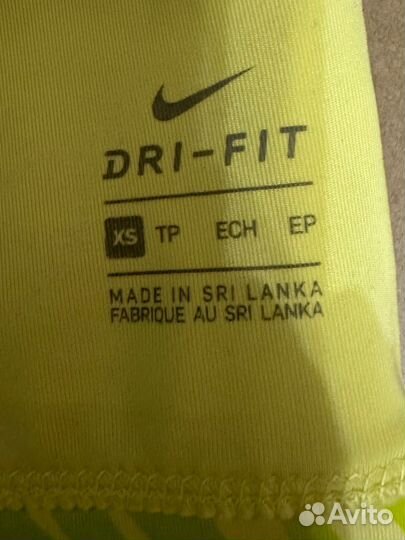 DRI-FIT
XS TP ECH EP
MADE IN SRI LANKA
FABRIQUE AU SRI LANKA
Avito